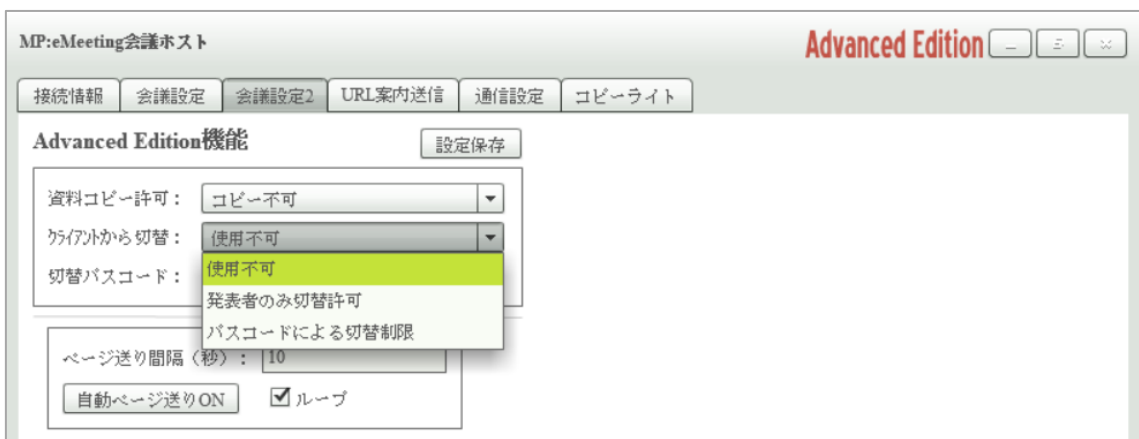 MP:eMeeting会議ホスト Advanced Edition
接続情報 会議設定 会議設定2 URL案内送信 通信設定 コピーライト
Advanced Edition機能 設定保存
資料コピー許可： コピー不可
ｸﾗｲｱﾝﾄから切替： 使用不可
切替パスコード： 使用不可
発表者のみ切替許可
パスコードによる切替制限
ページ送り間隔（秒）： 10
自動ページ送りON ループ